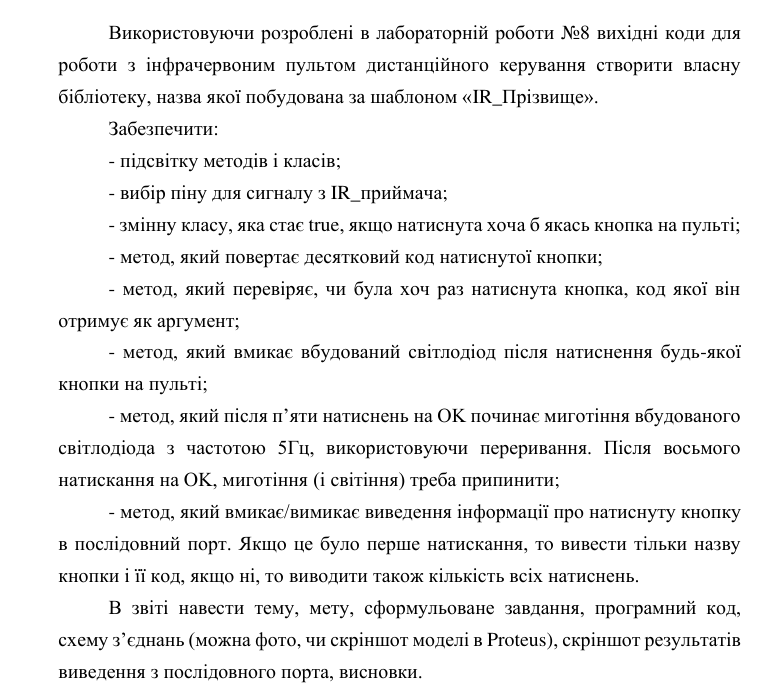 Використовуючи розроблені в лабораторній роботи №8 вихідні коди для
роботи з інфрачервоним пультом дистанційного керування створити власну
бібліотеку, назва якої побудована за шаблоном «IR_Прізвище».
Забезпечити:
- підсвітку методів і класів;
- вибір піну для сигналу з IR_приймача;
- змінну класу, яка стає true, якщо натиснута хоча б якась кнопка на пульті;
- метод, який повертає десятковий код натиснутої кнопки;
- метод, який перевіряє, чи була хоч раз натиснута кнопка, код якої він
отримує як аргумент;
- метод, який вмикає вбудований світлодіод після натиснення будь-якої
кнопки на пульті;
- метод, який після п’яти натиснень на OK починає миготіння вбудованого
світлодіода з частотою 5Гц, використовуючи переривання. Після восьмого
натискання на OK, миготіння (і світіння) треба припинити;
- метод, який вмикає/вимикає виведення інформації про натиснуту кнопку
в послідовний порт. Якщо це було перше натискання, то вивести тільки назву
кнопки і її код, якщо ні, то виводити також кількість всіх натиснень.
В звіті навести тему, мету, сформульоване завдання, програмний код,
схему з’єднань (можна фото, чи скріншот моделі в Proteus), скріншот результатів
виведення з послідовного порта, висновки.